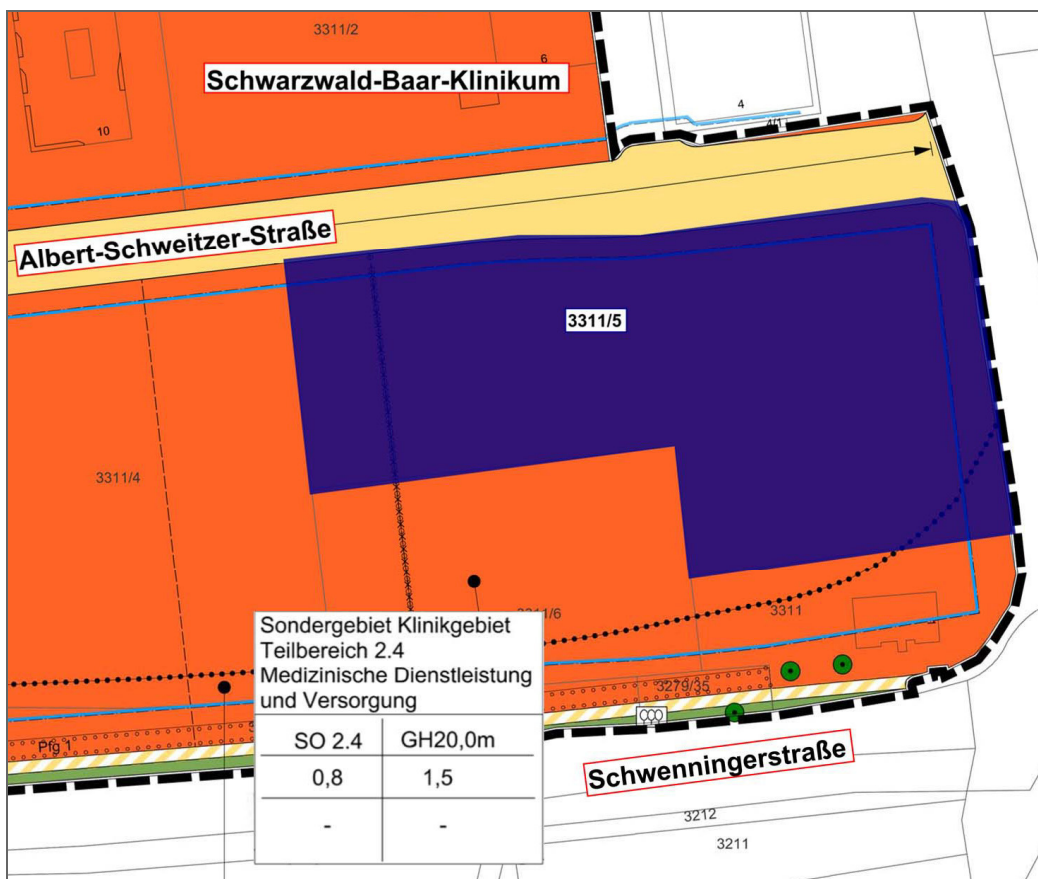 3311/2
Schwarzwald-Baar-Klinikum
6
4
4/1
10
Albert-Schweitzer-Straße
3311/5
3311/4
3311/6
3311
Sondergebiet Klinikgebiet
Teilbereich 2.4
Medizinische Dienstleistung
und Versorgung
SO 2.4 GH20,0m
0,8 1,5
- -
3279/35
Pfg 1
Schwenningerstraße
3212
3211